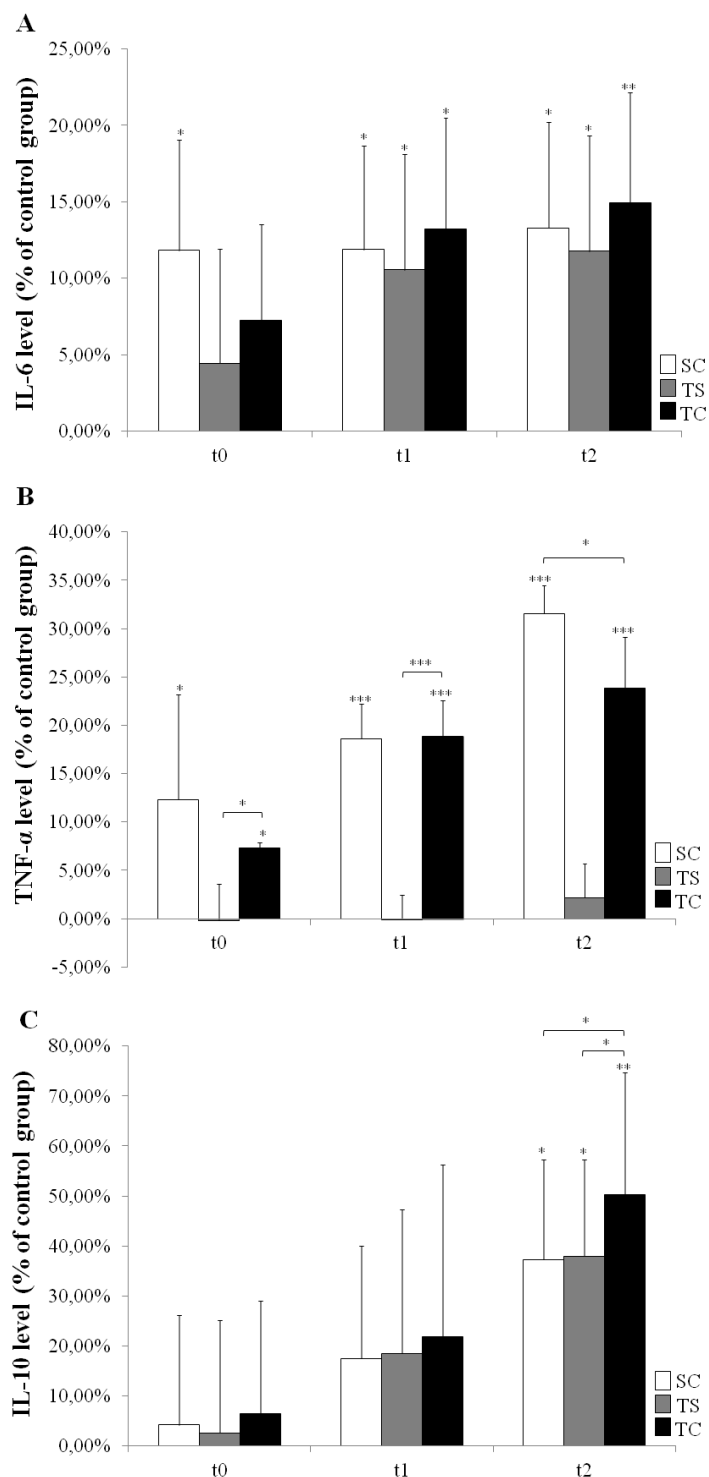 A
IL-6 level (% of control group)
25,00%
20,00%
15,00%
10,00%
5,00%
0,00%
*
*
*
*
*
*
**
t0
t1
t2
SC
TS
TC
B
TNF-α level (% of control group)
40,00%
35,00%
30,00%
25,00%
20,00%
15,00%
10,00%
5,00%
0,00%
-5,00%
*
*
*
***
***
***
***
*
***
t0
t1
t2
SC
TS
TC
C
IL-10 level (% of control group)
80,00%
70,00%
60,00%
50,00%
40,00%
30,00%
20,00%
10,00%
0,00%
*
*
*
*
**
t0
t1
t2
SC
TS
TC